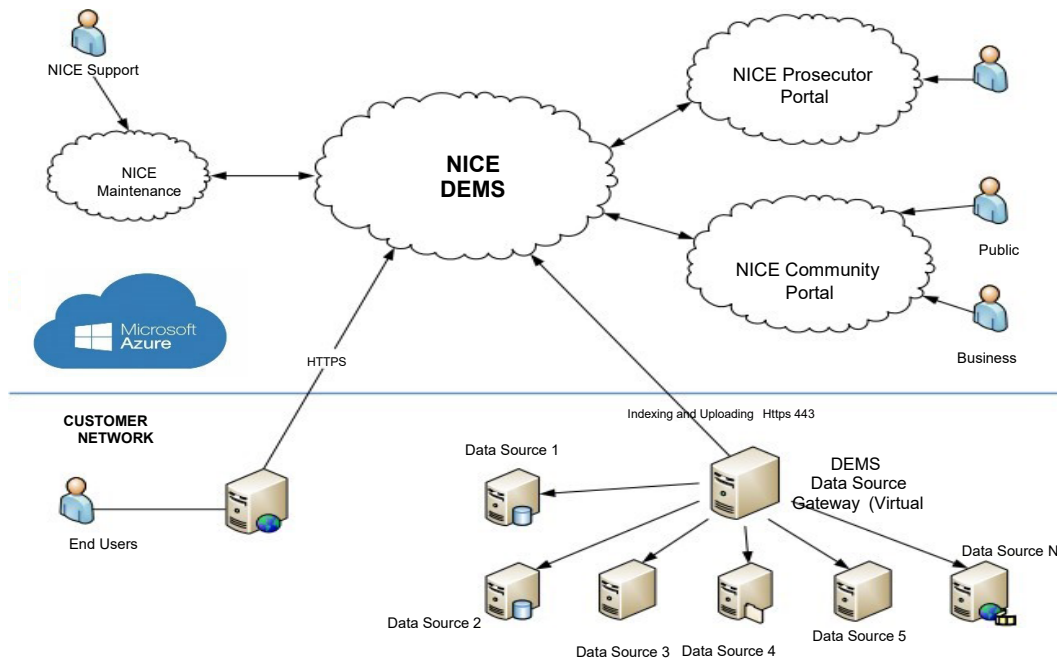 NICE Support
NICE
Maintenance
NICE
DEMS
NICE Prosecutor
Portal
NICE Community
Portal
Public
Business
Microsoft
Azure
HTTPS
CUSTOMER
NETWORK
Indexing and Uploading Https 443
Data Source 1
DEMS
Data Source
Gateway (Virtual
End Users
Data Source N
Data Source 2
Data Source 3
Data Source 4
Data Source 5